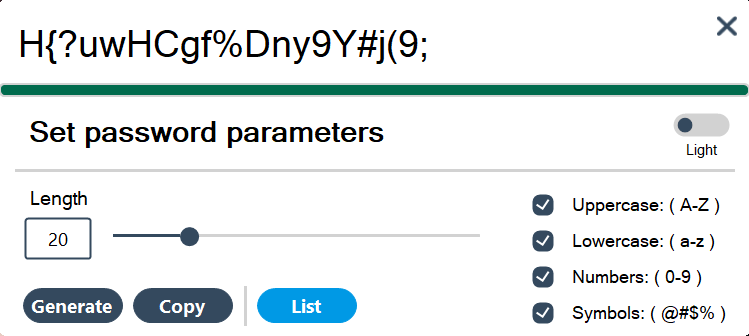 H{?uwHCgf%Dny9Y#j(9;
Set password parameters
Light
Length
20
Uppercase: ( A-Z )
Lowercase: ( a-z )
Numbers: ( 0-9 )
Symbols: ( @#$% )
Generate Copy List